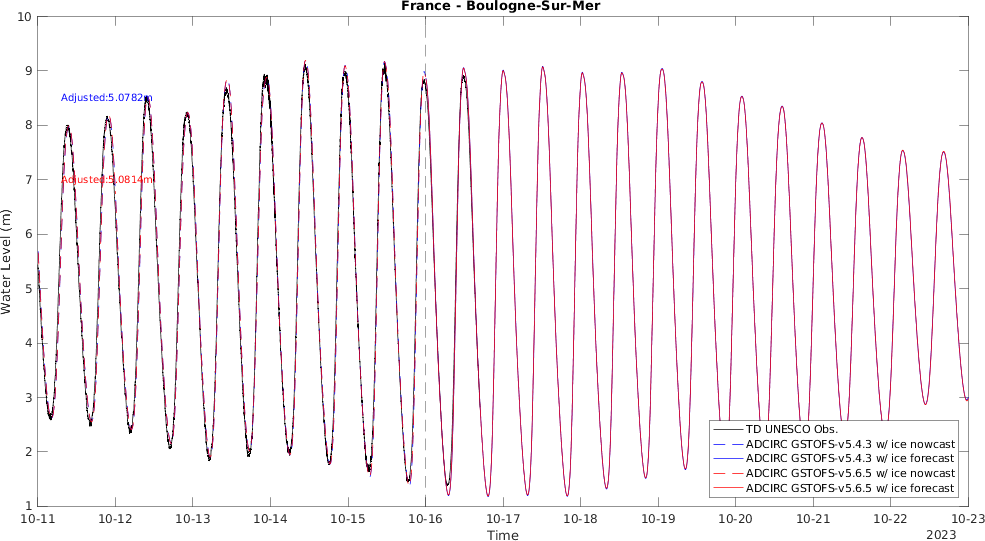 France - Boulogne-Sur-Mer
Water Level (m)
10
9
8
7
6
5
4
3
2
1
Adjusted:5.0782m
Adjusted:5.0814m
TD UNESCO Obs.
ADCIRC GSTOFS-v5.4.3 w/ ice nowcast
ADCIRC GSTOFS-v5.4.3 w/ ice forecast
ADCIRC GSTOFS-v5.6.5 w/ ice nowcast
ADCIRC GSTOFS-v5.6.5 w/ ice forecast
10-11 10-12 10-13 10-14 10-15 10-16 10-17 10-18 10-19 10-20 10-21 10-22 10-23
Time
2023